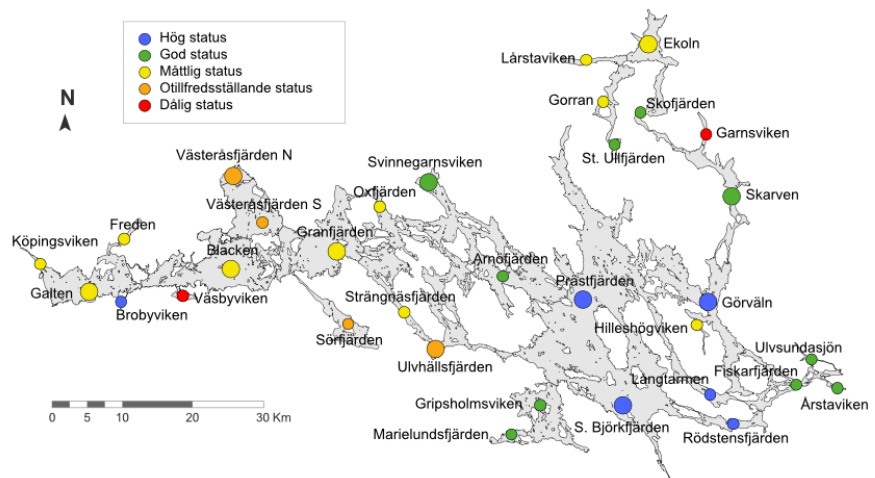 Hög status
God status
Måttlig status
Otillfredsställande status
Dålig status
N
Ekoln
Lårstaviken
Gorran
Skofjärden
Garnsviken
St. Ullfjärden
Västeråsfjärden N
Svinnegarnsviken
Skarven
Oxfjärden
Västeråsfjärden S
Freden
Granfjärden
Köpingsviken
Blacken
Arnöfjärden
Prästfjärden
Galten
Väsbyviken
Strängnäsfjärden
Görväln
Brobyviken
Hilleshögviken
Sörfjärden
Ulvsundasjön
Ulvhällsfjärden
Fiskarfjärden
Långtarmen
Årstaviken
Gripsholmsviken
S. Björkfjärden
Marielundsfjärden
Rödstensfjärden
0 5 10 20 30 Km